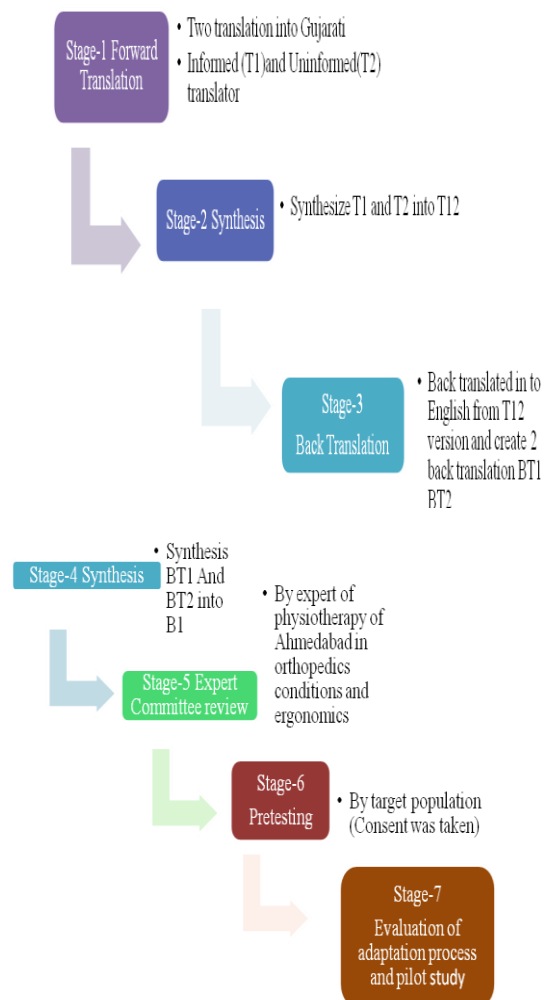 Stage-1 Forward
Translation
• Two translation into Gujarati
• Informed (T1)and Uninformed(T2)
translator
Stage-2 Synthesis
• Synthesize T1 and T2 into T12
Stage-3
Back Translation
• Back translated in to
English from T12
version and create 2
back translation BT1
BT2
Stage-4 Synthesis
• Synthesis
BT1 And
BT2 into
B1
Stage-5 Expert
Committee review
• By expert of
physiotherapy of
Ahmedabad in
orthopedics
conditions and
ergonomics
Stage-6
Pretesting
• By target population
(Consent was taken)
Stage-7
Evaluation of
adaptation process
and pilot study